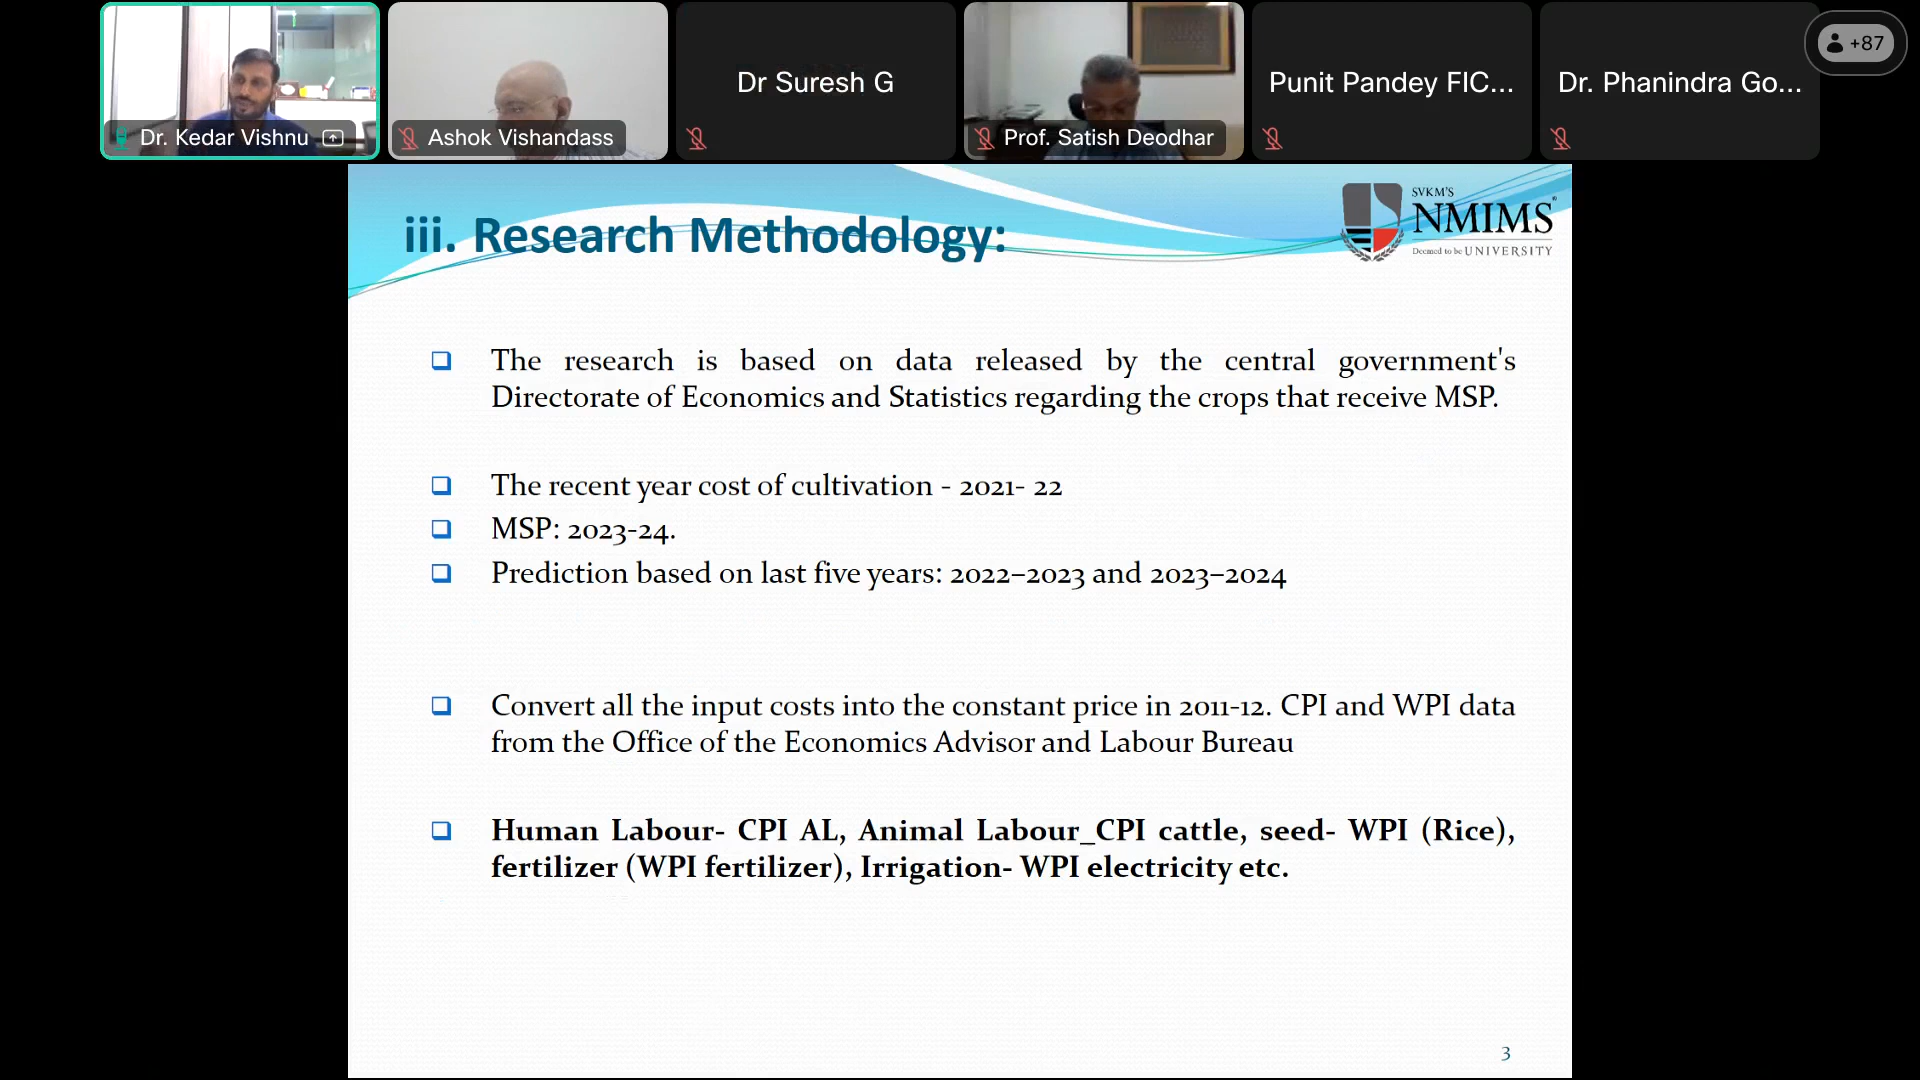 Dr. Kedar Vishnu
Ashok Vishandass
Dr Suresh G
Prof. Satish Deodhar
Punit Pandey FIC...
Dr. Phanindra Go...
+87
iii. Research Methodology:
SVKM'S
NMIMS
Deemed to be UNIVERSITY
The research is based on data released by the central government's
Directorate of Economics and Statistics regarding the crops that receive MSP.
The recent year cost of cultivation - 2021- 22
MSP: 2023-24.
Prediction based on last five years: 2022–2023 and 2023–2024
Convert all the input costs into the constant price in 2011-12. CPI and WPI data
from the Office of the Economics Advisor and Labour Bureau
Human Labour- CPI AL, Animal Labour_CPI cattle, seed- WPI (Rice),
fertilizer (WPI fertilizer), Irrigation- WPI electricity etc.
3